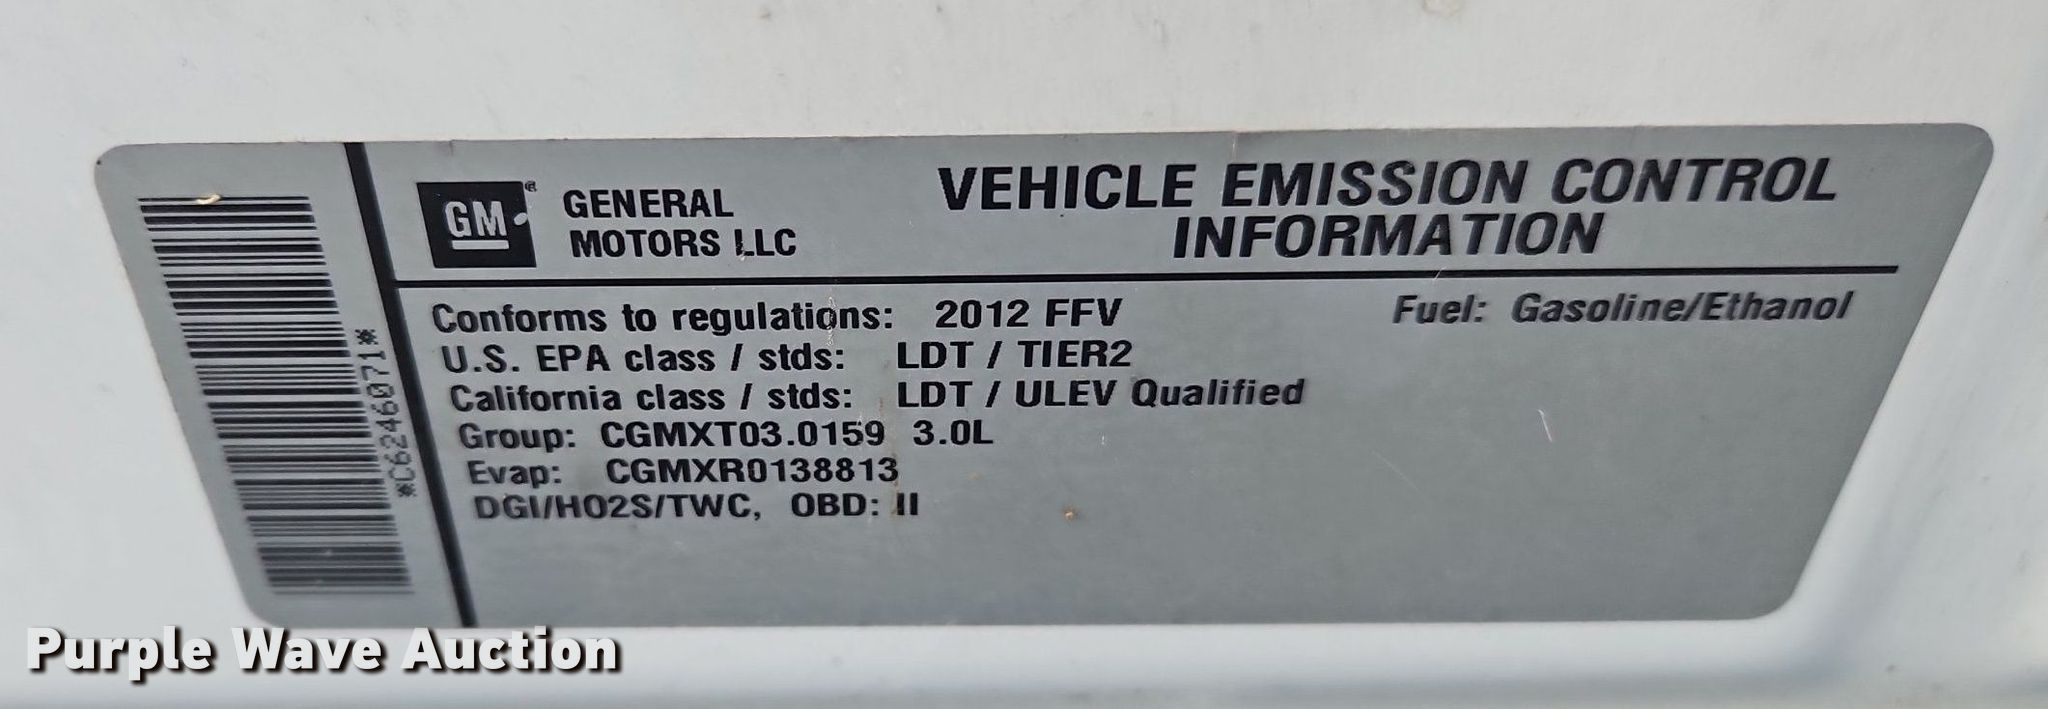 GM®
GENERAL
MOTORS LLC
VEHICLE EMISSION CONTROL
INFORMATION
Conforms to regulations: 2012 FFV
Fuel: Gasoline/Ethanol
U.S. EPA class / stds: LDT / TIER2
California class / stds: LDT / ULEV Qualified
Group: CGMXT03.0159 3.0L
Evap: CGMXR0138813
DGI/HO2S/TWC, OBD: II
*C6246071*
Purple Wave Auction